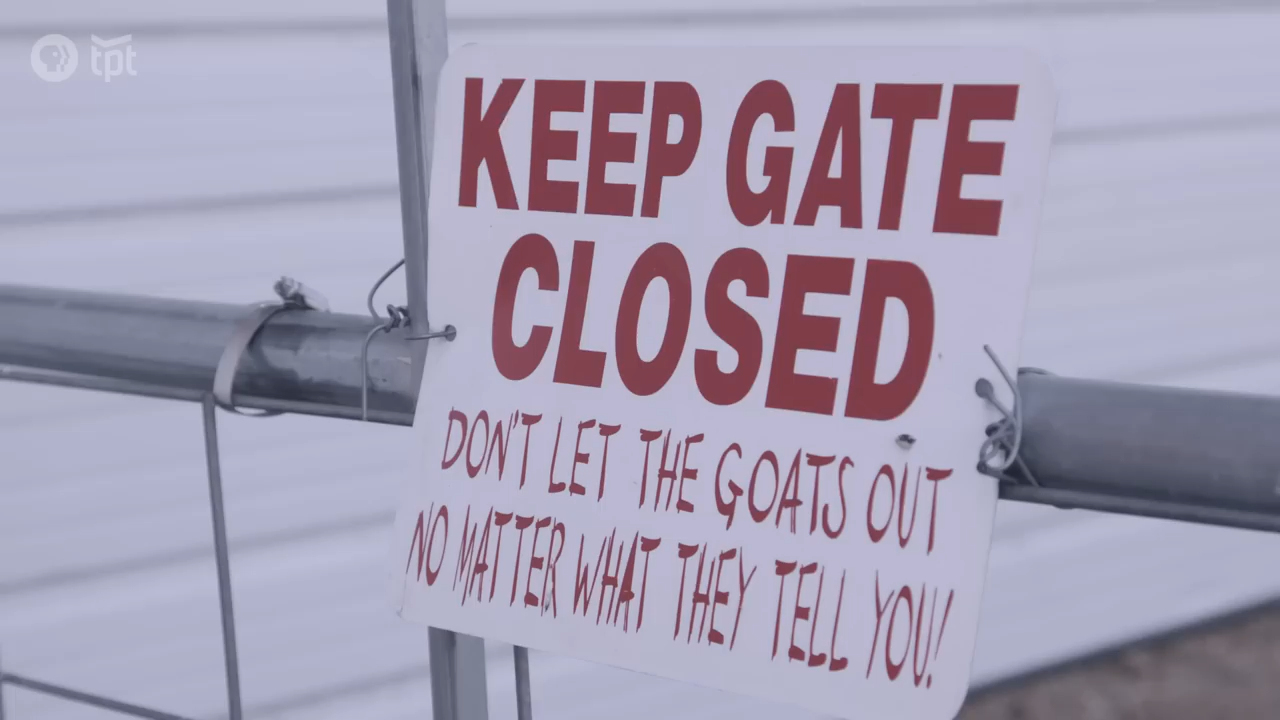 tpt
KEEP GATE
CLOSED
DON'T LET THE GOATS OUT
NO MATTER WHAT THEY TELL YOU!